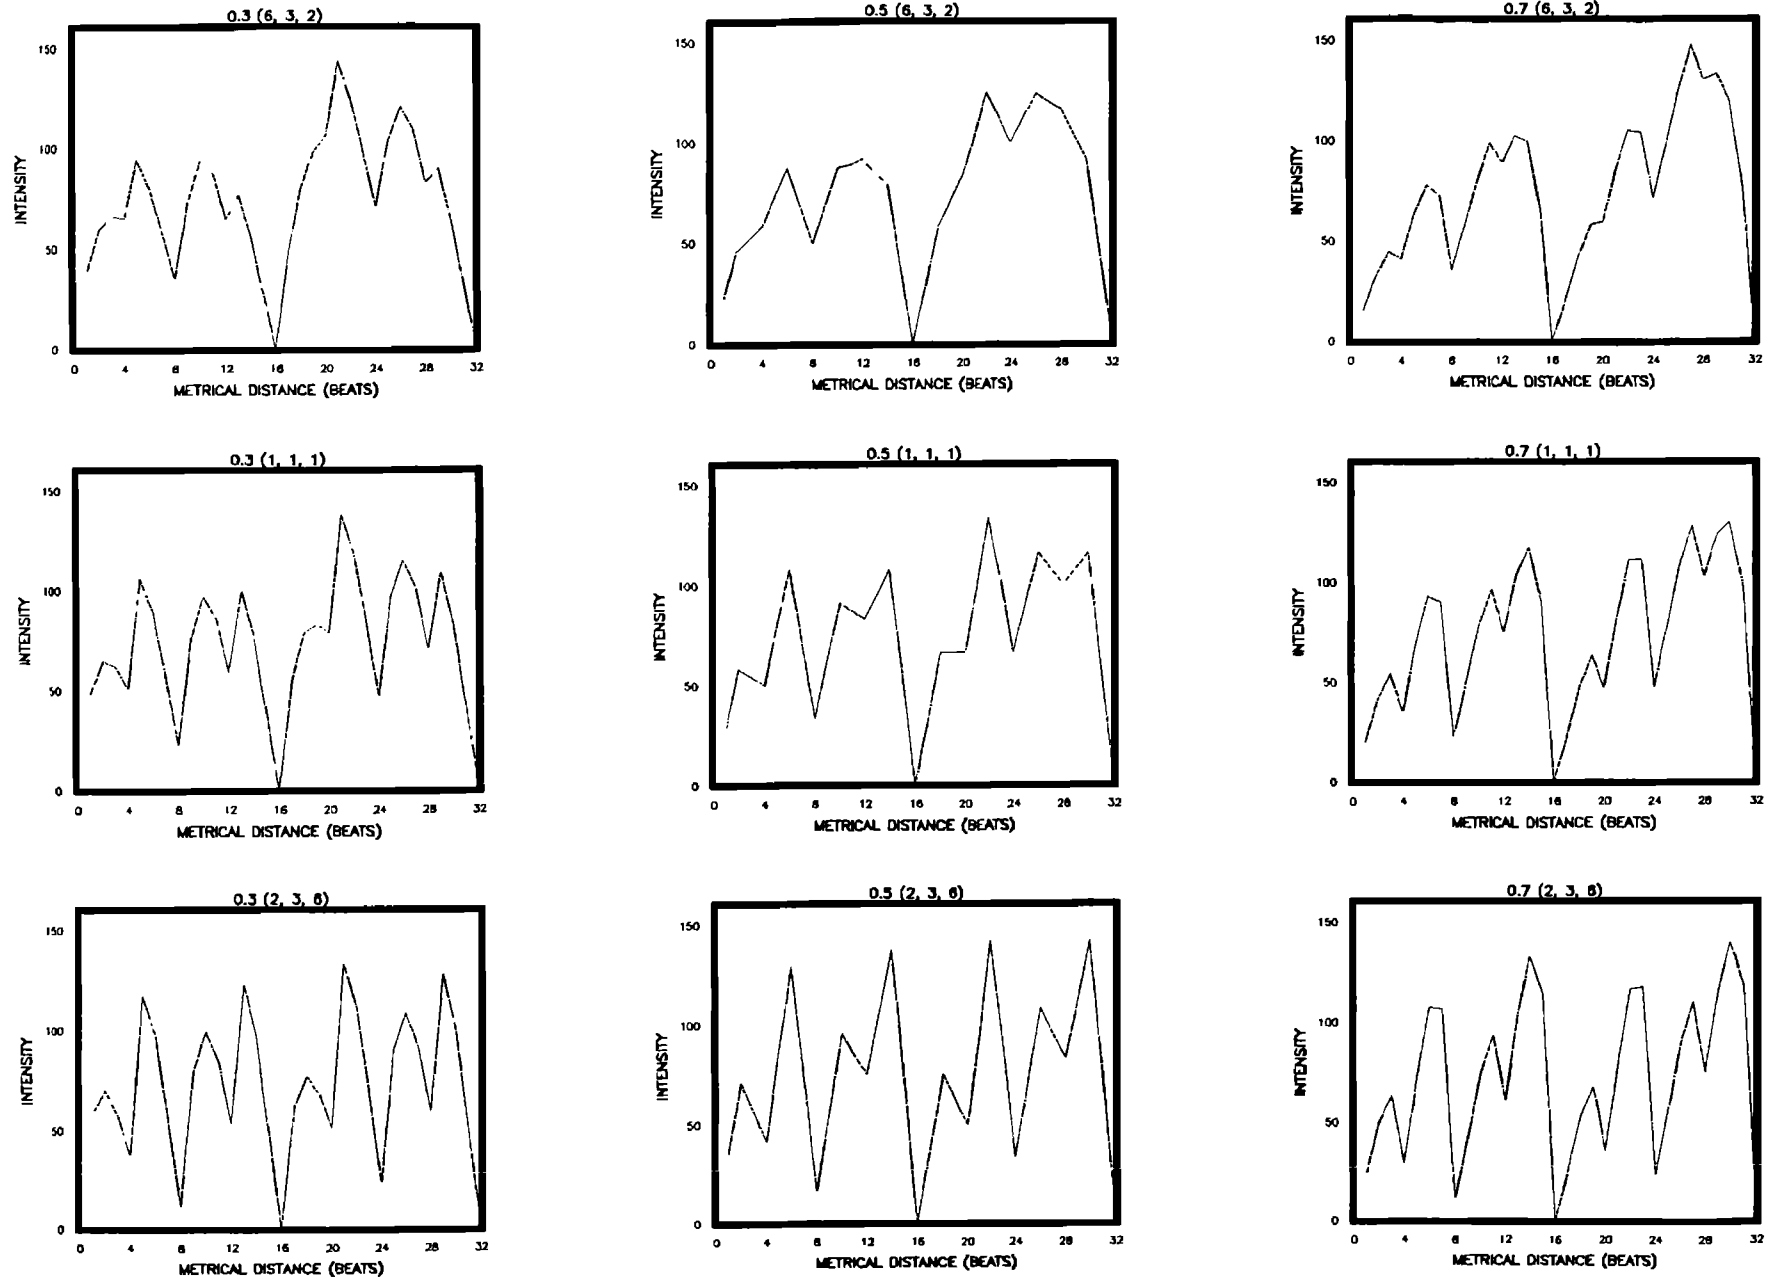 0.3 (6, 3, 2)
150
100
50
0
INTENSITY
0 4 8 12 16 20 24 28 32
METRICAL DISTANCE (BEATS)
0.5 (6, 3, 2)
150
100
50
0
INTENSITY
0 4 8 12 16 20 24 28 32
METRICAL DISTANCE (BEATS)
0.7 (6, 3, 2)
150
100
50
0
INTENSITY
0 4 8 12 16 20 24 28 32
METRICAL DISTANCE (BEATS)
0.3 (1, 1, 1)
150
100
50
0
INTENSITY
0 4 8 12 16 20 24 28 32
METRICAL DISTANCE (BEATS)
0.5 (1, 1, 1)
150
100
50
0
INTENSITY
0 4 8 12 16 20 24 28 32
METRICAL DISTANCE (BEATS)
0.7 (1, 1, 1)
150
100
50
0
INTENSITY
0 4 8 12 16 20 24 28 32
METRICAL DISTANCE (BEATS)
0.3 (2, 3, 6)
150
100
50
0
INTENSITY
0 4 8 12 16 20 24 28 32
METRICAL DISTANCE (BEATS)
0.5 (2, 3, 6)
150
100
50
0
INTENSITY
0 4 8 12 16 20 24 28 32
METRICAL DISTANCE (BEATS)
0.7 (2, 3, 6)
150
100
50
0
INTENSITY
0 4 8 12 16 20 24 28 32
METRICAL DISTANCE (BEATS)